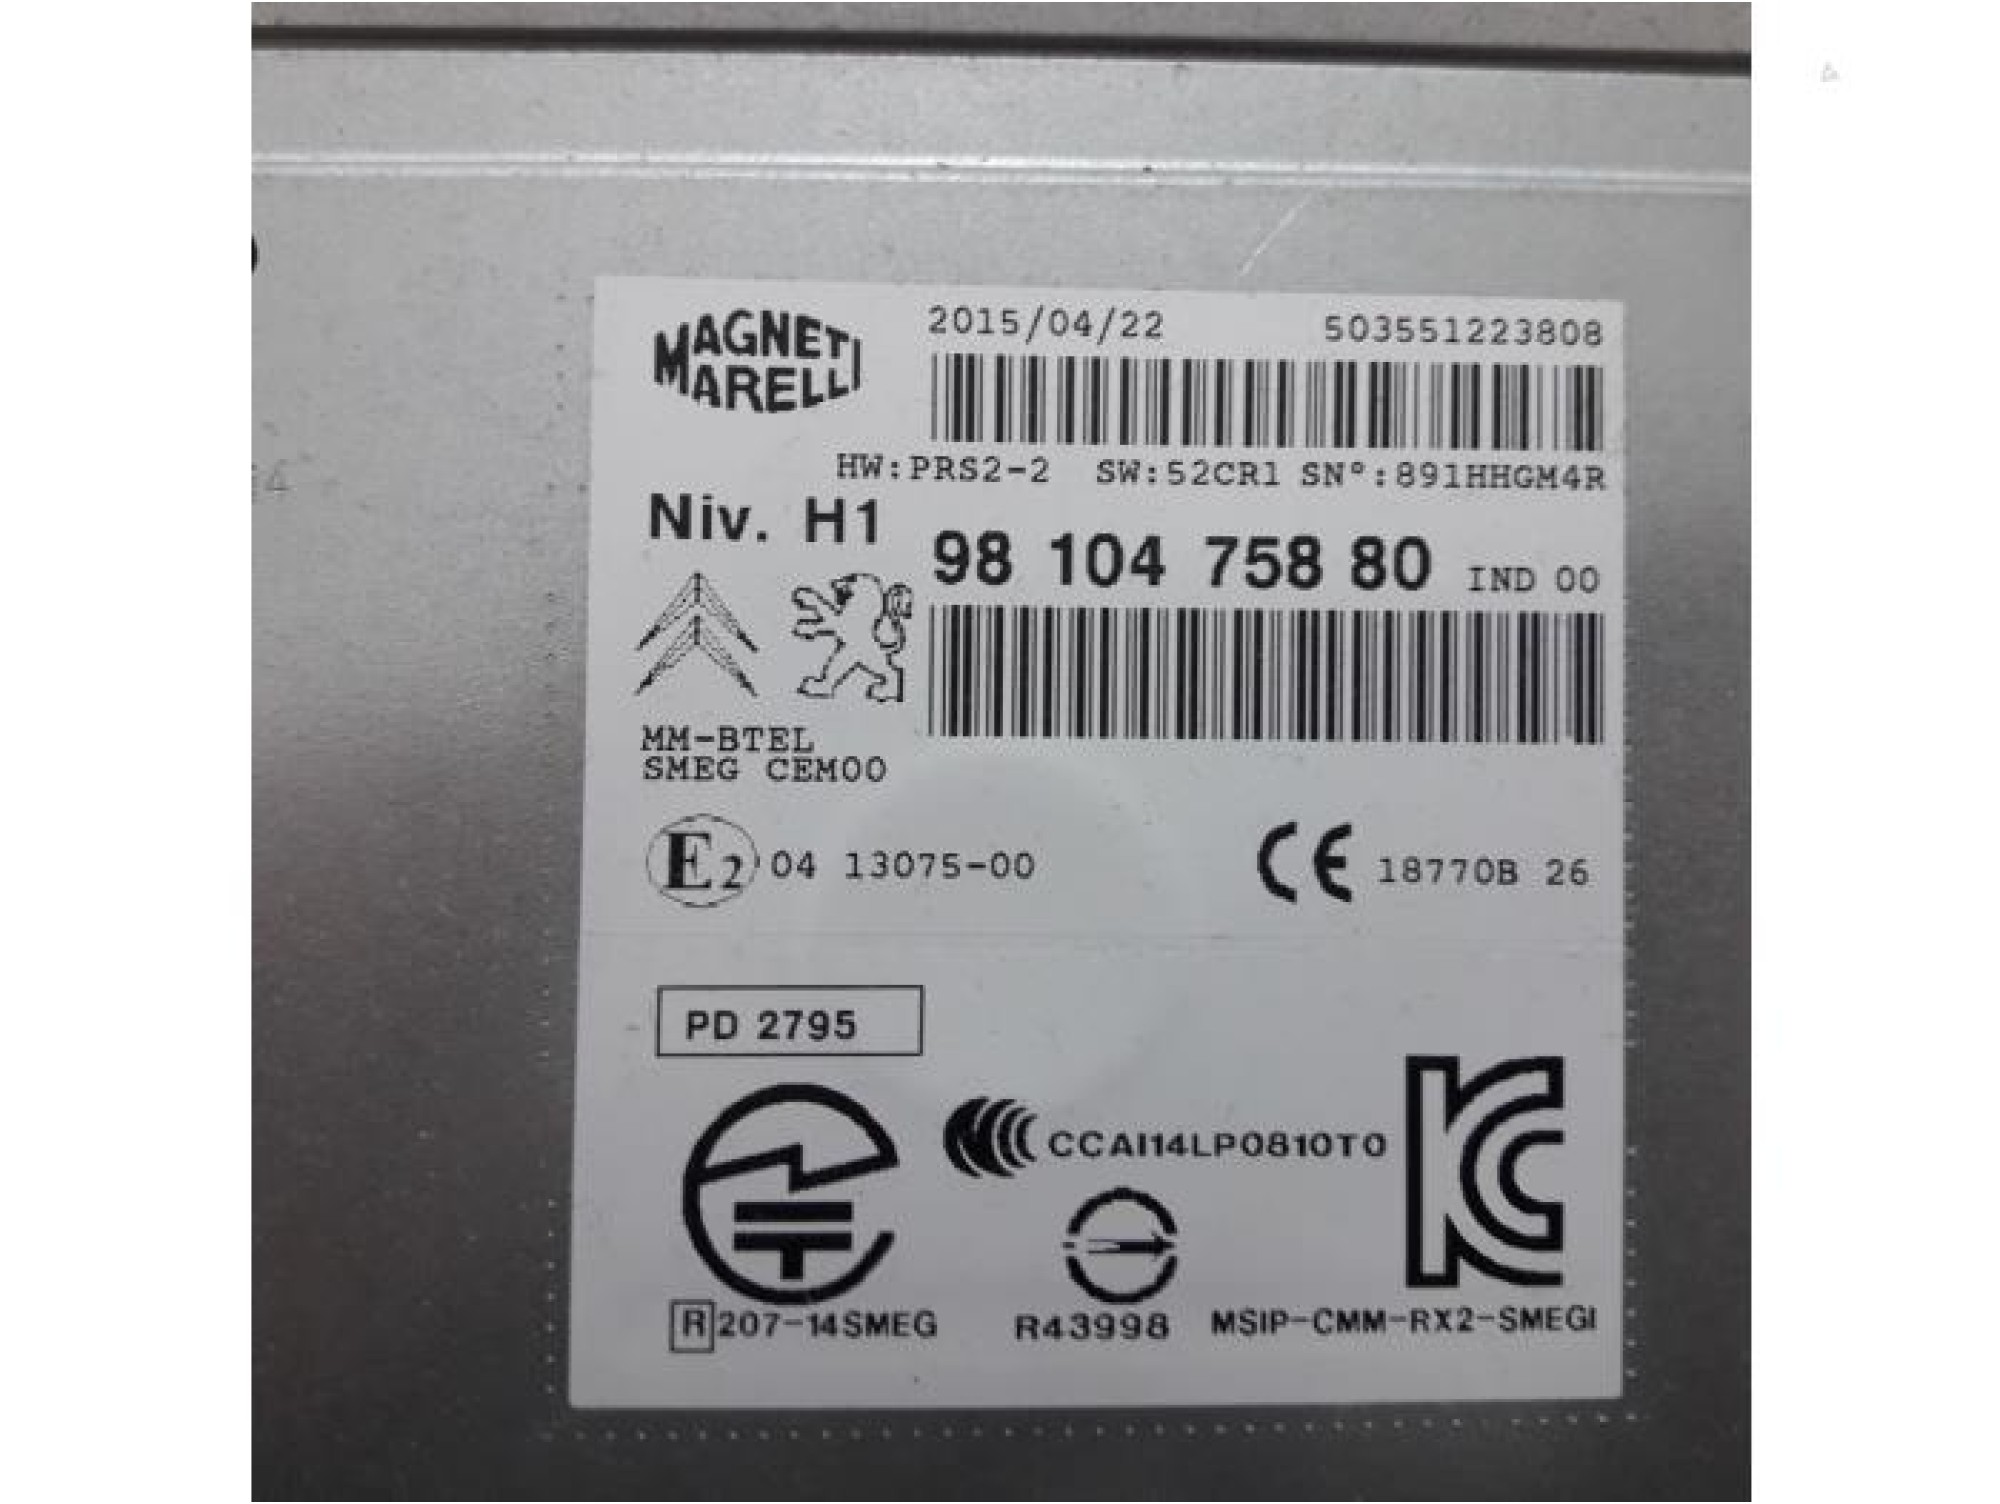 MAGNETI
MARELLI
2015/04/22 503551223808
HW:PRS2-2 SW:52CR1 SN°:891HHGM4R
Niv. H1
98 104 758 80 IND 00
MM-BTEL
SMEG CEM00
E2 04 13075-00
CE 18770B 26
PD 2795
CCAI14LP0810T0
R 207-14SMEG
R43998
MSIP-CMM-RX2-SMEGI